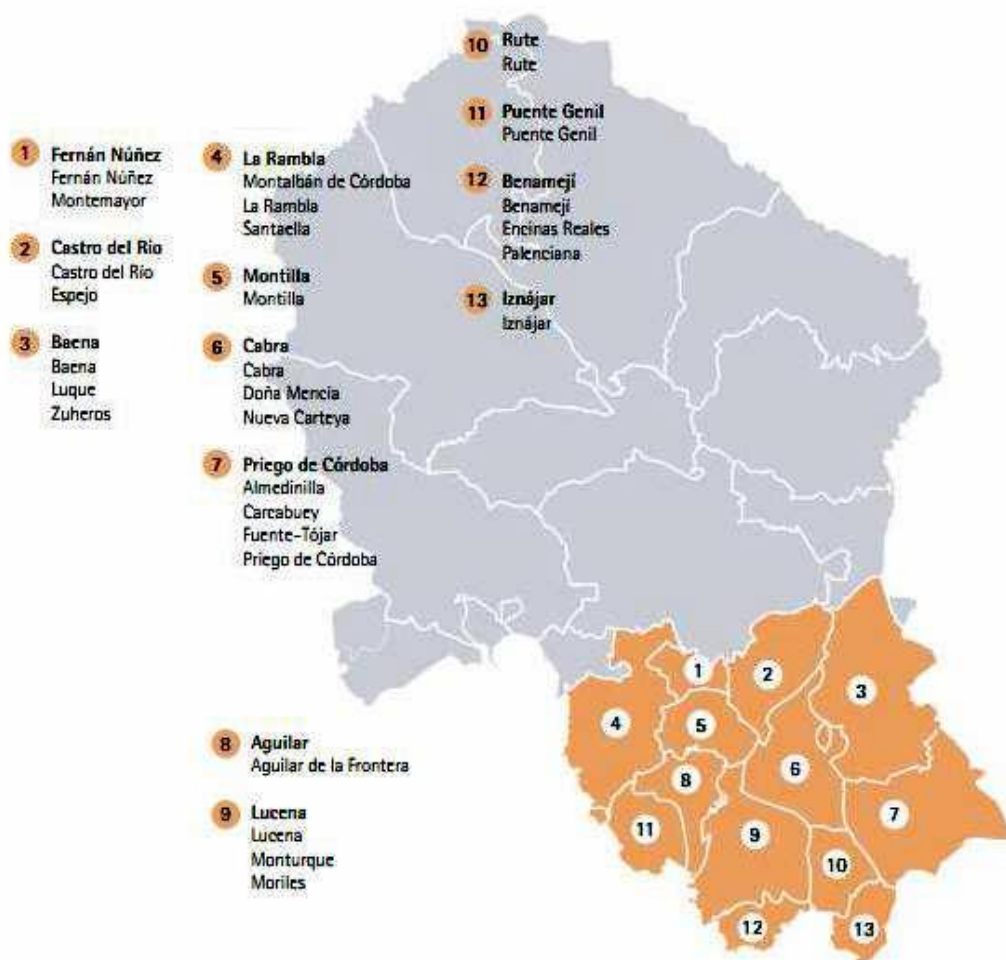 1 Fernán Núñez
Fernán Núñez
Montemayor
2 Castro del Río
Castro del Río
Espejo
3 Baena
Baena
Luque
Zuheros
4 La Rambla
Montalbán de Córdoba
La Rambla
Santaella
5 Montilla
Montilla
6 Cabra
Cabra
Doña Mencía
Nueva Carteya
7 Priego de Córdoba
Almedinilla
Carcabuey
Fuente-Tójar
Priego de Córdoba
8 Aguilar
Aguilar de la Frontera
9 Lucena
Lucena
Monturque
Moriles
10 Rute
Rute
11 Puente Genil
Puente Genil
12 Benamejí
Benamejí
Encinas Reales
Palenciana
13 Iznájar
Iznájar
1
2
3
4
5
6
7
8
9
10
11
12
13